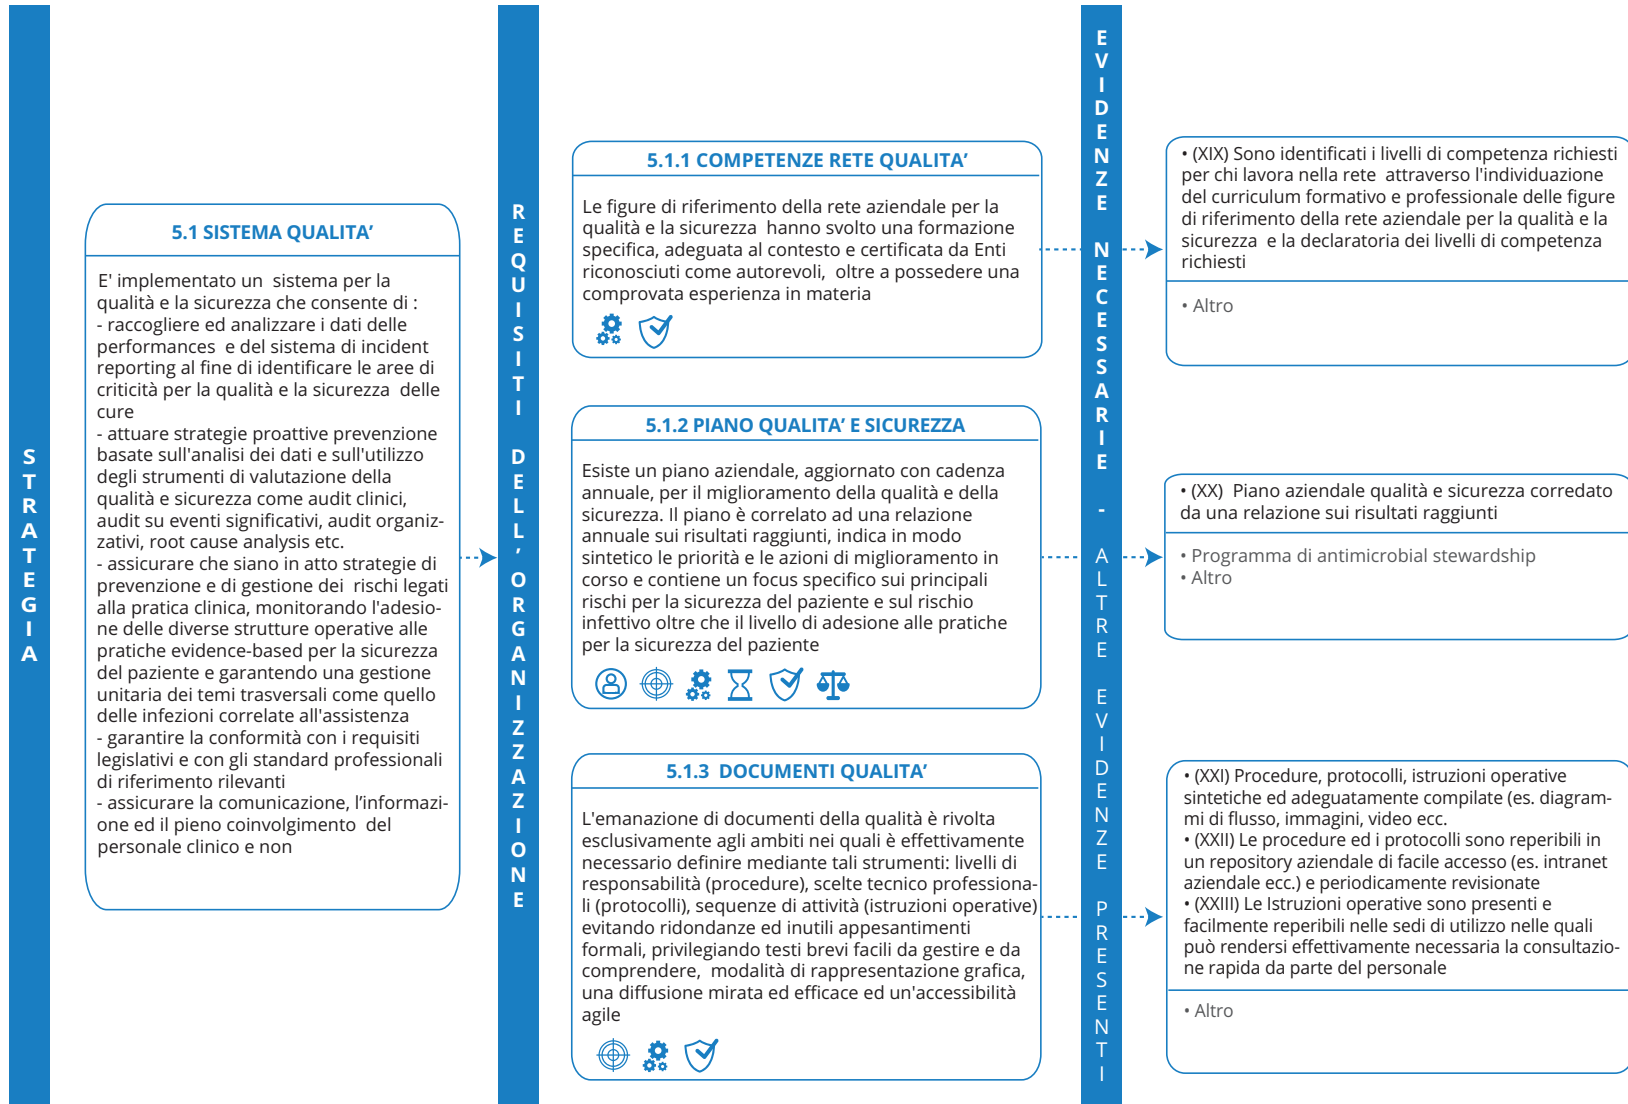 STRATEGIA
5.1 SISTEMA QUALITA’
E' implementato un sistema per la
qualità e la sicurezza che consente di :
- raccogliere ed analizzare i dati delle
performances e del sistema di incident
reporting al fine di identificare le aree di
criticità per la qualità e la sicurezza delle
cure
- attuare strategie proattive prevenzione
basate sull'analisi dei dati e sull'utilizzo
degli strumenti di valutazione della
qualità e sicurezza come audit clinici,
audit su eventi significativi, audit organiz-
zativi, root cause analysis etc.
- assicurare che siano in atto strategie di
prevenzione e di gestione dei rischi legati
alla pratica clinica, monitorando l'adesio-
ne delle diverse strutture operative alle
pratiche evidence-based per la sicurezza
del paziente e garantendo una gestione
unitaria dei temi trasversali come quello
delle infezioni correlate all'assistenza
- garantire la conformità con i requisiti
legislativi e con gli standard professionali
di riferimento rilevanti
- assicurare la comunicazione, l’informazi-
one ed il pieno coinvolgimento del
personale clinico e non
REQUISITI DELL’ORGANIZZAZIONE
5.1.1 COMPETENZE RETE QUALITA’
Le figure di riferimento della rete aziendale per la
qualità e la sicurezza hanno svolto una formazione
specifica, adeguata al contesto e certificata da Enti
riconosciuti come autorevoli, oltre a possedere una
comprovata esperienza in materia
5.1.2 PIANO QUALITA’ E SICUREZZA
Esiste un piano aziendale, aggiornato con cadenza
annuale, per il miglioramento della qualità e della
sicurezza. Il piano è correlato ad una relazione
annuale sui risultati raggiunti, indica in modo
sintetico le priorità e le azioni di miglioramento in
corso e contiene un focus specifico sui principali
rischi per la sicurezza del paziente e sul rischio
infettivo oltre che il livello di adesione alle pratiche
per la sicurezza del paziente
5.1.3 DOCUMENTI QUALITA’
L'emanazione di documenti della qualità è rivolta
esclusivamente agli ambiti nei quali è effettivamente
necessario definire mediante tali strumenti: livelli di
responsabilità (procedure), scelte tecnico professiona-
li (protocolli), sequenze di attività (istruzioni operative)
evitando ridondanze ed inutili appesantimenti
formali, privilegiando testi brevi facili da gestire e da
comprendere, modalità di rappresentazione grafica,
una diffusione mirata ed efficace ed un'accessibilità
agile
EVIDENZE NECESSARIE - ALTRE EVIDENZE PRESENTI
• (XIX) Sono identificati i livelli di competenza richiesti
per chi lavora nella rete attraverso l'individuazione
del curriculum formativo e professionale delle figure
di riferimento della rete aziendale per la qualità e la
sicurezza e la declaratoria dei livelli di competenza
richiesti
• Altro
• (XX) Piano aziendale qualità e sicurezza corredato
da una relazione sui risultati raggiunti
• Programma di antimicrobial stewardship
• Altro
• (XXI) Procedure, protocolli, istruzioni operative
sintetiche ed adeguatamente compilate (es. diagram-
mi di flusso, immagini, video ecc.
• (XXII) Le procedure ed i protocolli sono reperibili in
un repository aziendale di facile accesso (es. intranet
aziendale ecc.) e periodicamente revisionate
• (XXIII) Le Istruzioni operative sono presenti e
facilmente reperibili nelle sedi di utilizzo nelle quali
può rendersi effettivamente necessaria la consultazio-
ne rapida da parte del personale
• Altro